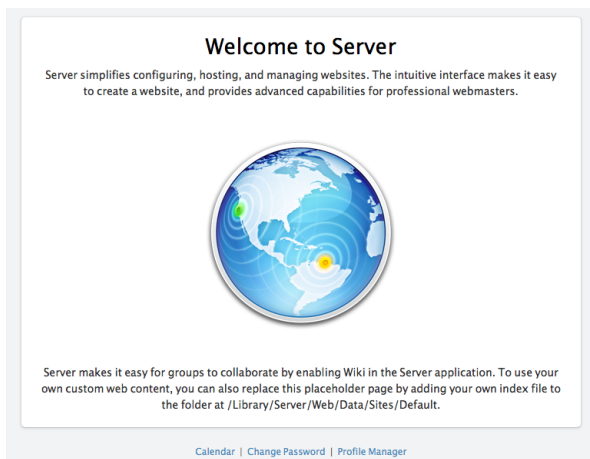 Welcome to Server
Server simplifies configuring, hosting, and managing websites. The intuitive interface makes it easy
to create a website, and provides advanced capabilities for professional webmasters.
Server makes it easy for groups to collaborate by enabling Wiki in the Server application. To use your
own custom web content, you can also replace this placeholder page by adding your own index file to
the folder at /Library/Server/Web/Data/Sites/Default.
Calendar | Change Password | Profile Manager